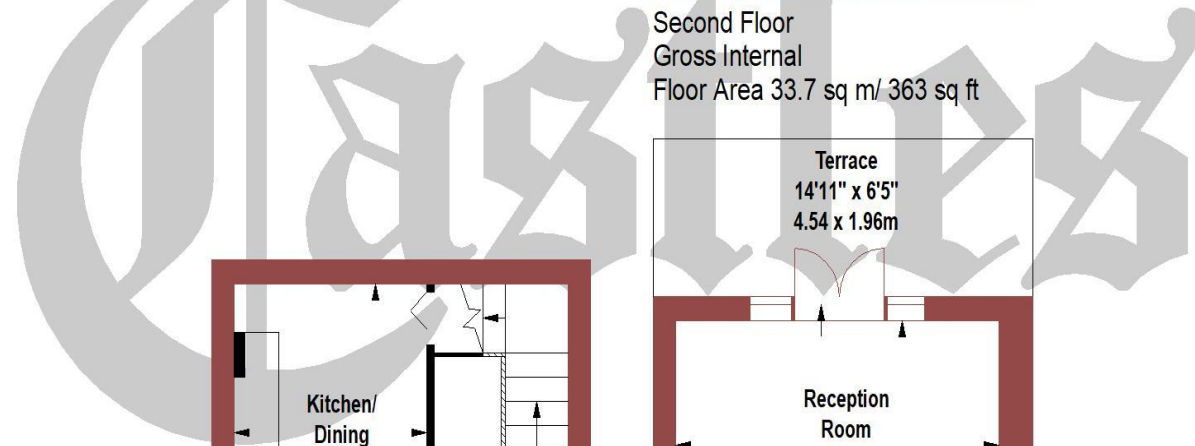 Castles
Second Floor
Gross Internal
Floor Area 33.7 sq m/ 363 sq ft
Terrace
14'11" x 6'5"
4.54 x 1.96m
Kitchen/
Dining
Reception
Room